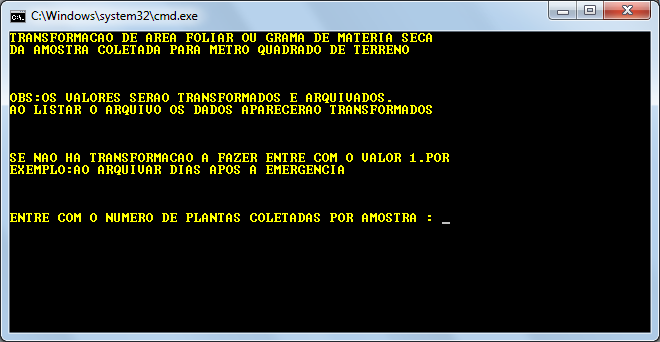 C:\Windows\system32\cmd.exe
TRANSFORMACAO DE AREA FOLIAR OU GRAMA DE MATERIA SECA
DA AMOSTRA COLETADA PARA METRO QUADRADO DE TERRENO
OBS:OS VALORES SERAO TRANSFORMADOS E ARQUIVADOS.
AO LISTAR O ARQUIVO OS DADOS APARECERAO TRANSFORMADOS
SE NAO HA TRANSFORMACAO A FAZER ENTRE COM O VALOR 1.POR
EXEMPLO:AO ARQUIVAR DIAS APOS A EMERGENCIA
ENTRE COM O NUMERO DE PLANTAS COLETADAS POR AMOSTRA : _